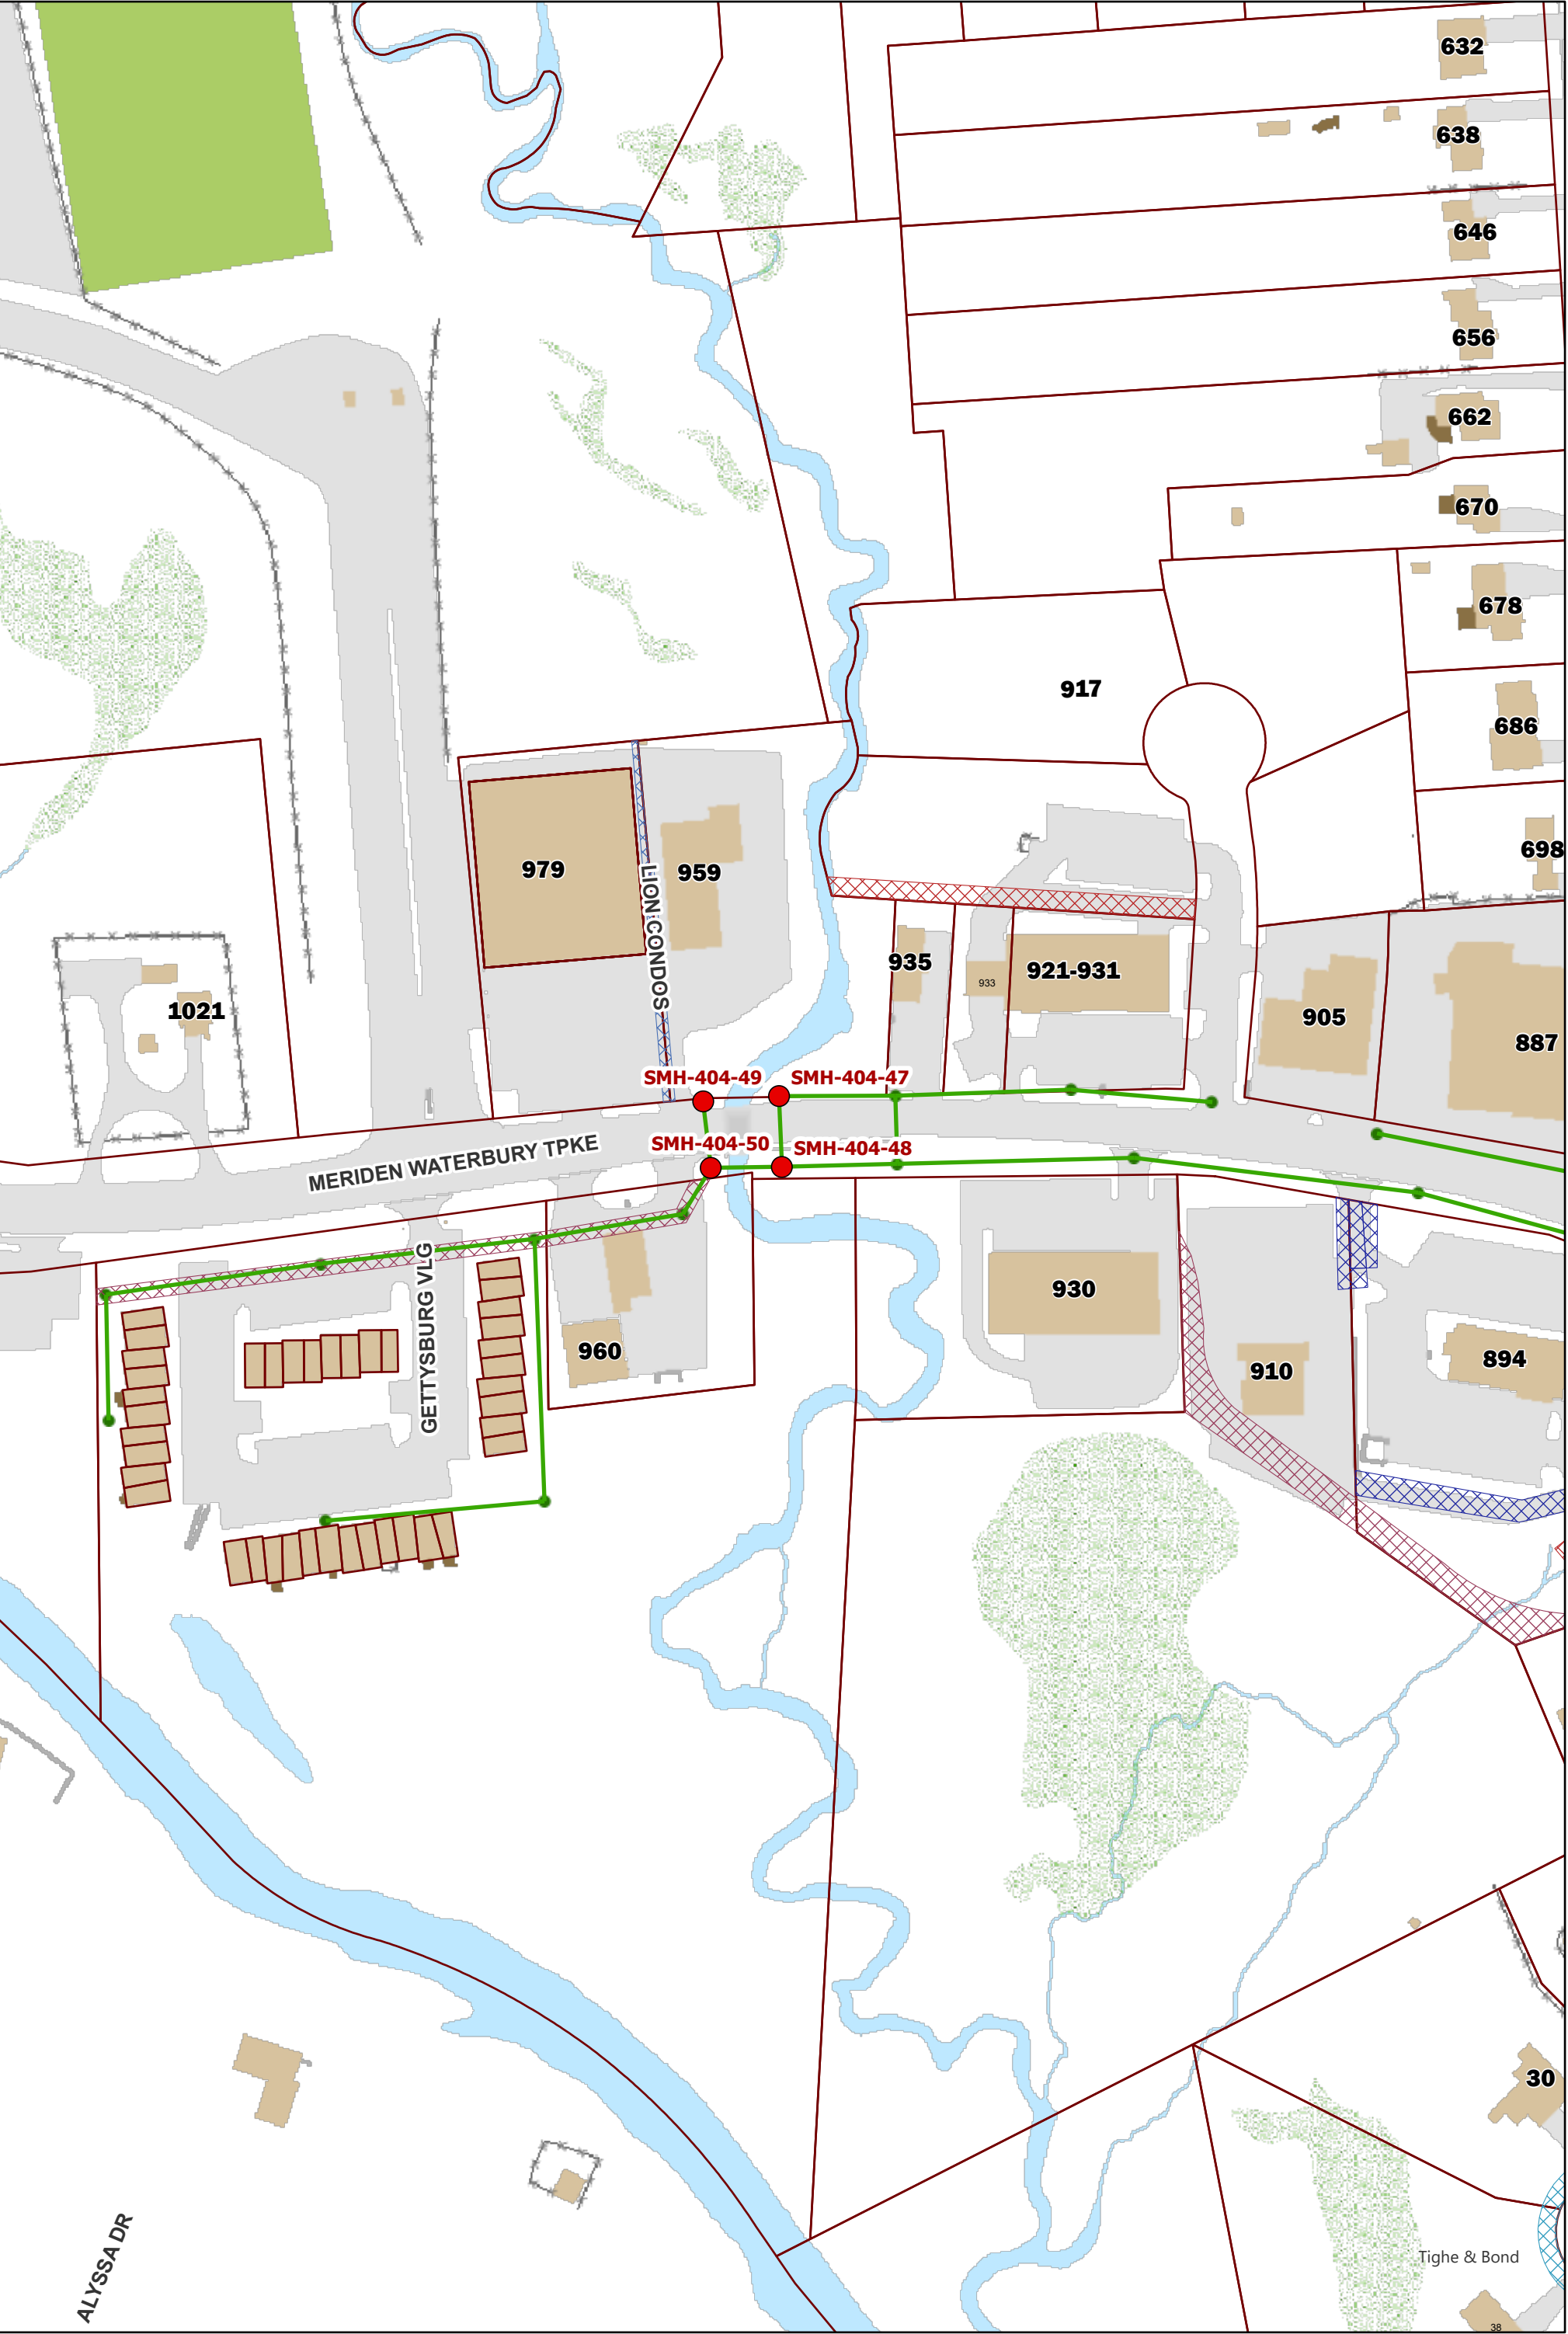 632
638
646
656
662
670
678
917
686
698
979
959
LION CONDOS
935
933
921-931
905
887
1021
SMH-404-49
SMH-404-47
SMH-404-50
SMH-404-48
MERIDEN WATERBURY TPKE
GETTYSBURG VLG
960
930
910
894
30
ALYSSA DR
Tighe & Bond
38